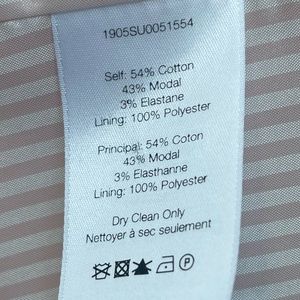 1905SU0051554
Self: 54% Cotton
43% Modal
3% Elastane
Lining: 100% Polyester
Principal: 54% Coton
43% Modal
3% Elasthanne
Lining: 100% Polyester
Dry Clean Only
Nettoyer à sec seulement
P